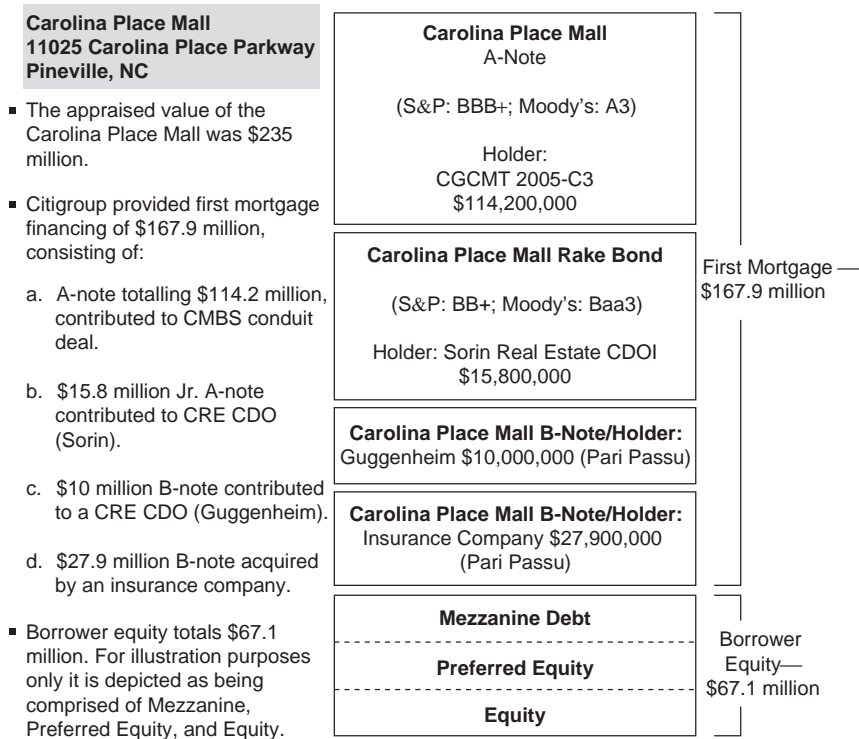 Carolina Place Mall
11025 Carolina Place Parkway
Pineville, NC
▪ The appraised value of the
Carolina Place Mall was $235
million.
▪ Citigroup provided first mortgage
financing of $167.9 million,
consisting of:
a. A-note totalling $114.2 million,
contributed to CMBS conduit
deal.
b. $15.8 million Jr. A-note
contributed to CRE CDO
(Sorin).
c. $10 million B-note contributed
to a CRE CDO (Guggenheim).
d. $27.9 million B-note acquired
by an insurance company.
▪ Borrower equity totals $67.1
million. For illustration purposes
only it is depicted as being
comprised of Mezzanine,
Preferred Equity, and Equity.
Carolina Place Mall
A-Note
(S&P: BBB+; Moody's: A3)
Holder:
CGCMT 2005-C3
$114,200,000
Carolina Place Mall Rake Bond
(S&P: BB+; Moody's: Baa3)
Holder: Sorin Real Estate CDOI
$15,800,000
Carolina Place Mall B-Note/Holder:
Guggenheim $10,000,000 (Pari Passu)
Carolina Place Mall B-Note/Holder:
Insurance Company $27,900,000
(Pari Passu)
Mezzanine Debt
Preferred Equity
Equity
First Mortgage —
$167.9 million
Borrower
Equity—
$67.1 million